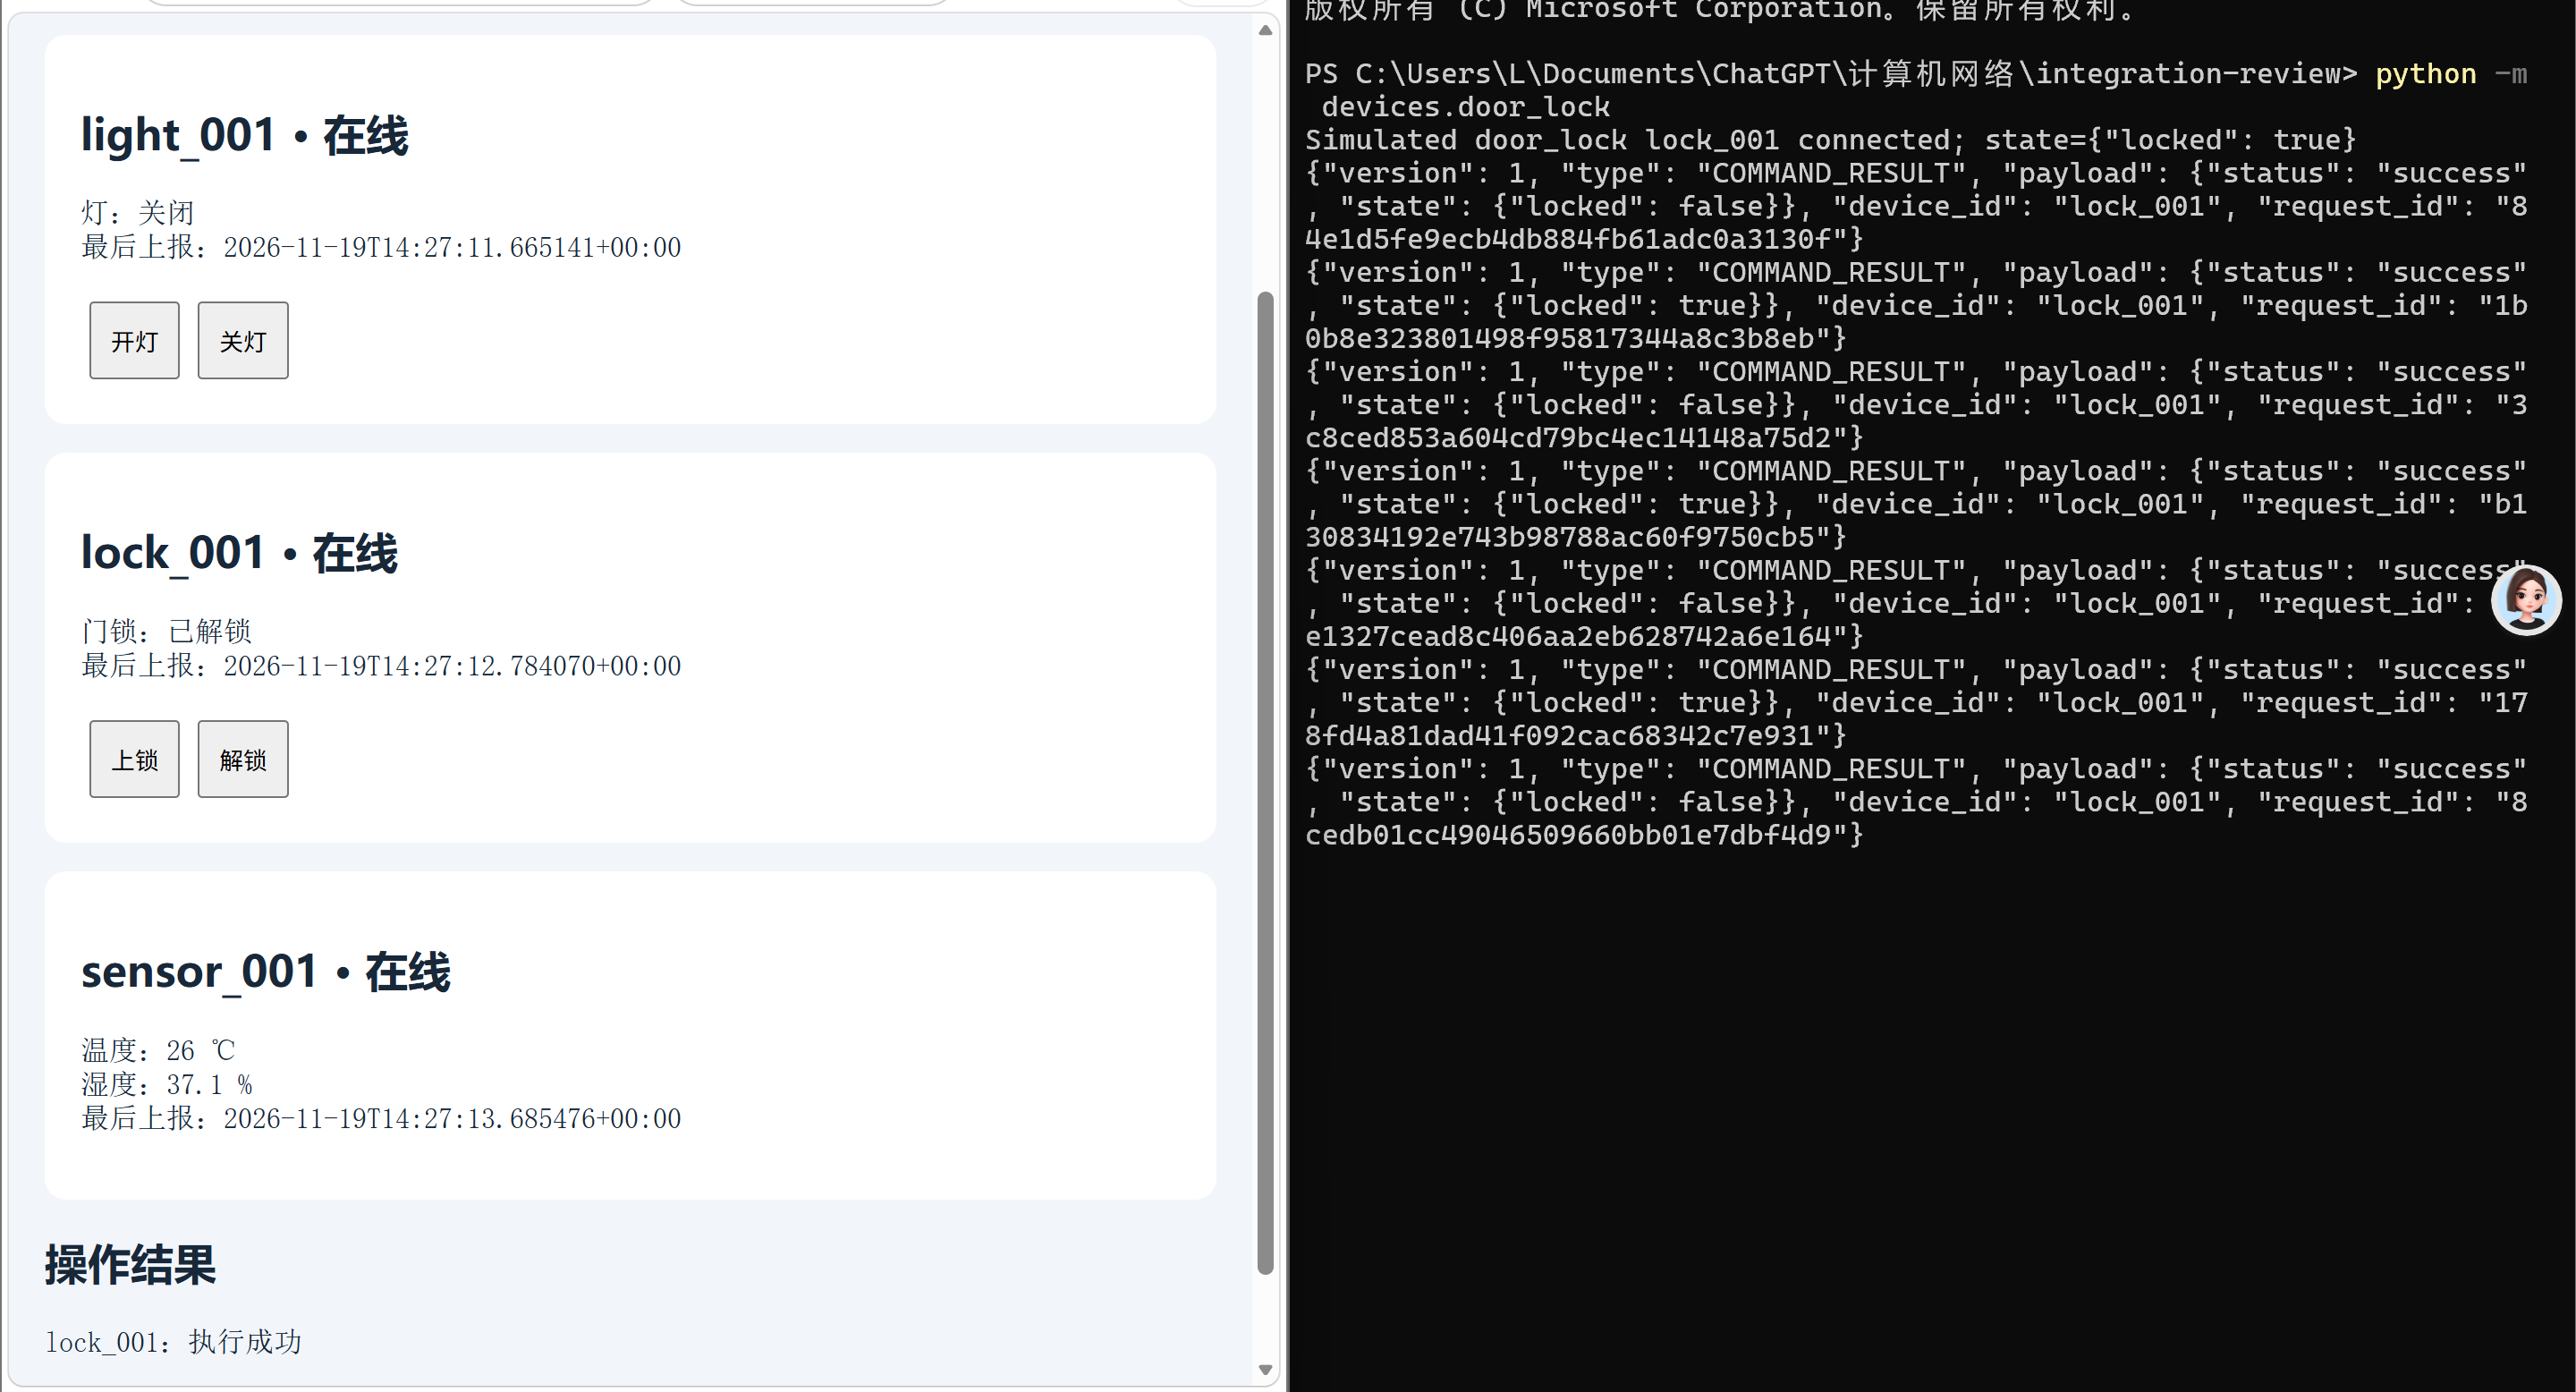 light_001 • 在线
灯：关闭
最后上报：2026-11-19T14:27:11.665141+00:00
开灯 关灯
lock_001 • 在线
门锁：已解锁
最后上报：2026-11-19T14:27:12.784070+00:00
上锁 解锁
sensor_001 • 在线
温度：26 ℃
湿度：37.1 %
最后上报：2026-11-19T14:27:13.685476+00:00
操作结果
lock_001：执行成功
版权所有 (C) Microsoft Corporation。保留所有权利。
PS C:\Users\L\Documents\ChatGPT\计算机网络\integration-review> python -m
devices.door_lock
Simulated door_lock lock_001 connected; state={"locked": true}
{"version": 1, "type": "COMMAND_RESULT", "payload": {"status": "success"
, "state": {"locked": false}}, "device_id": "lock_001", "request_id": "8
4e1d5fe9ecb4db884fb61adc0a3130f"}
{"version": 1, "type": "COMMAND_RESULT", "payload": {"status": "success"
, "state": {"locked": true}}, "device_id": "lock_001", "request_id": "1b
0b8e323801498f95817344a8c3b8eb"}
{"version": 1, "type": "COMMAND_RESULT", "payload": {"status": "success"
, "state": {"locked": false}}, "device_id": "lock_001", "request_id": "3
c8ced853a604cd79bc4ec14148a75d2"}
{"version": 1, "type": "COMMAND_RESULT", "payload": {"status": "success"
, "state": {"locked": true}}, "device_id": "lock_001", "request_id": "b1
30834192e743b98788ac60f9750cb5"}
{"version": 1, "type": "COMMAND_RESULT", "payload": {"status": "success"
, "state": {"locked": false}}, "device_id": "lock_001", "request_id":
e1327cead8c406aa2eb628742a6e164"}
{"version": 1, "type": "COMMAND_RESULT", "payload": {"status": "success"
, "state": {"locked": true}}, "device_id": "lock_001", "request_id": "17
8fd4a81dad41f092cac68342c7e931"}
{"version": 1, "type": "COMMAND_RESULT", "payload": {"status": "success"
, "state": {"locked": false}}, "device_id": "lock_001", "request_id": "8
cedb01cc49046509660bb01e7dbf4d9"}